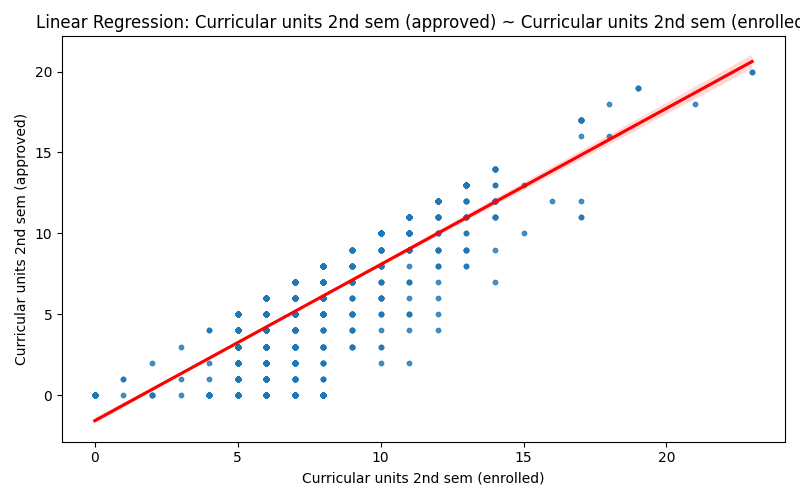 Linear Regression: Curricular units 2nd sem (approved) ~ Curricular units 2nd sem (enrolled
20
15
10
5
0
Curricular units 2nd sem (approved)
0 5 10 15 20
Curricular units 2nd sem (enrolled)